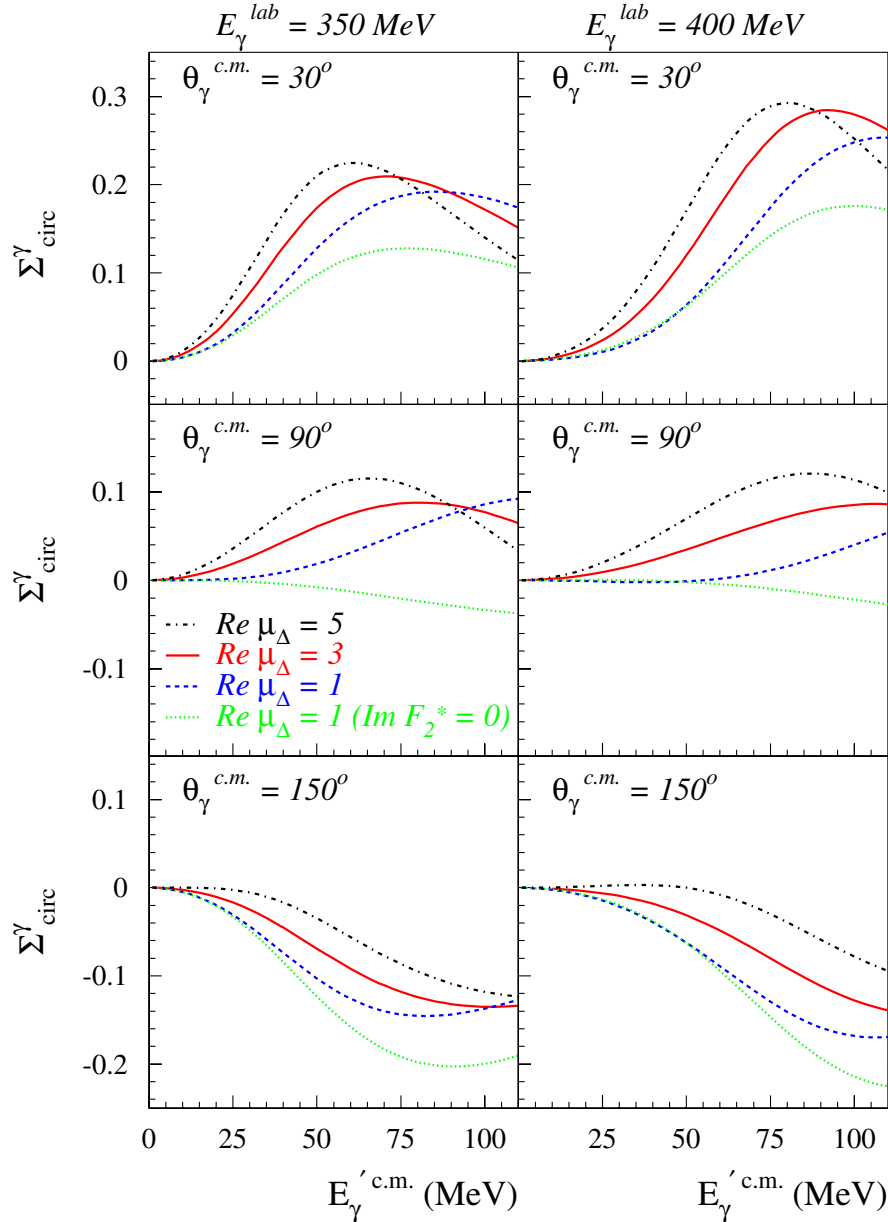 E_γ^lab = 350 MeV
E_γ^lab = 400 MeV
θ_γ^c.m. = 30°
θ_γ^c.m. = 30°
0.3
0.2
0.1
0
Σ^γ_circ
θ_γ^c.m. = 90°
θ_γ^c.m. = 90°
0.1
0
-0.1
Σ^γ_circ
Re μ_Δ = 5
Re μ_Δ = 3
Re μ_Δ = 1
Re μ_Δ = 1 (Im F_2* = 0)
θ_γ^c.m. = 150°
θ_γ^c.m. = 150°
0.1
0
-0.1
-0.2
Σ^γ_circ
0 25 50 75 100
25 50 75 100
E_γ′ c.m. (MeV)
E_γ′ c.m. (MeV)